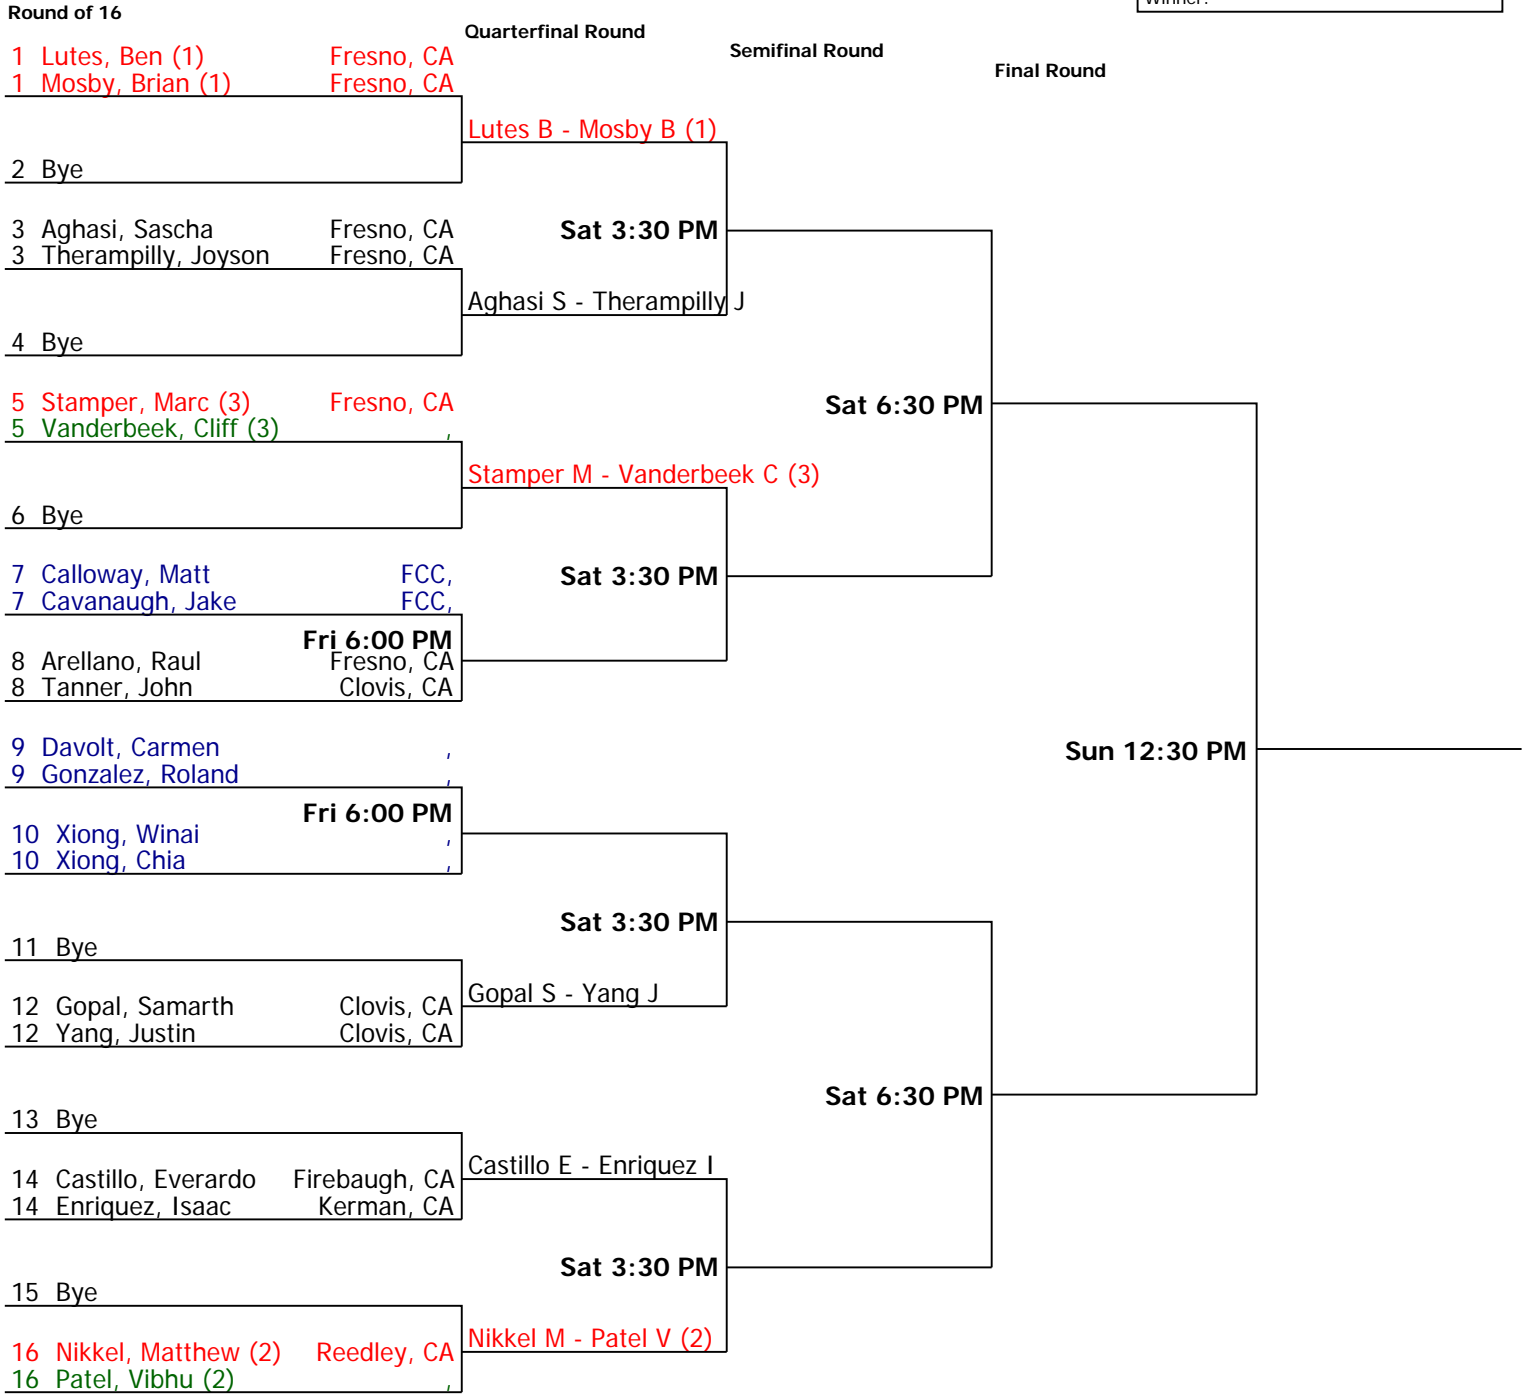 Winner:
Round of 16
Quarterfinal Round
Semifinal Round
Final Round
1 Lutes, Ben (1) Fresno, CA
1 Mosby, Brian (1) Fresno, CA
Lutes B - Mosby B (1)
2 Bye
3 Aghasi, Sascha Fresno, CA
Sat 3:30 PM
3 Therampilly, Joyson Fresno, CA
Aghasi S - Therampilly J
4 Bye
5 Stamper, Marc (3) Fresno, CA
Sat 6:30 PM
5 Vanderbeek, Cliff (3) ,
Stamper M - Vanderbeek C (3)
6 Bye
7 Calloway, Matt FCC,
Sat 3:30 PM
7 Cavanaugh, Jake FCC,
Fri 6:00 PM
8 Arellano, Raul Fresno, CA
8 Tanner, John Clovis, CA
9 Davolt, Carmen ,
Sun 12:30 PM
9 Gonzalez, Roland ,
Fri 6:00 PM
10 Xiong, Winai ,
10 Xiong, Chia ,
Sat 3:30 PM
11 Bye
Gopal S - Yang J
12 Gopal, Samarth Clovis, CA
12 Yang, Justin Clovis, CA
Sat 6:30 PM
13 Bye
Castillo E - Enriquez I
14 Castillo, Everardo Firebaugh, CA
14 Enriquez, Isaac Kerman, CA
Sat 3:30 PM
15 Bye
Nikkel M - Patel V (2)
16 Nikkel, Matthew (2) Reedley, CA
16 Patel, Vibhu (2) ,